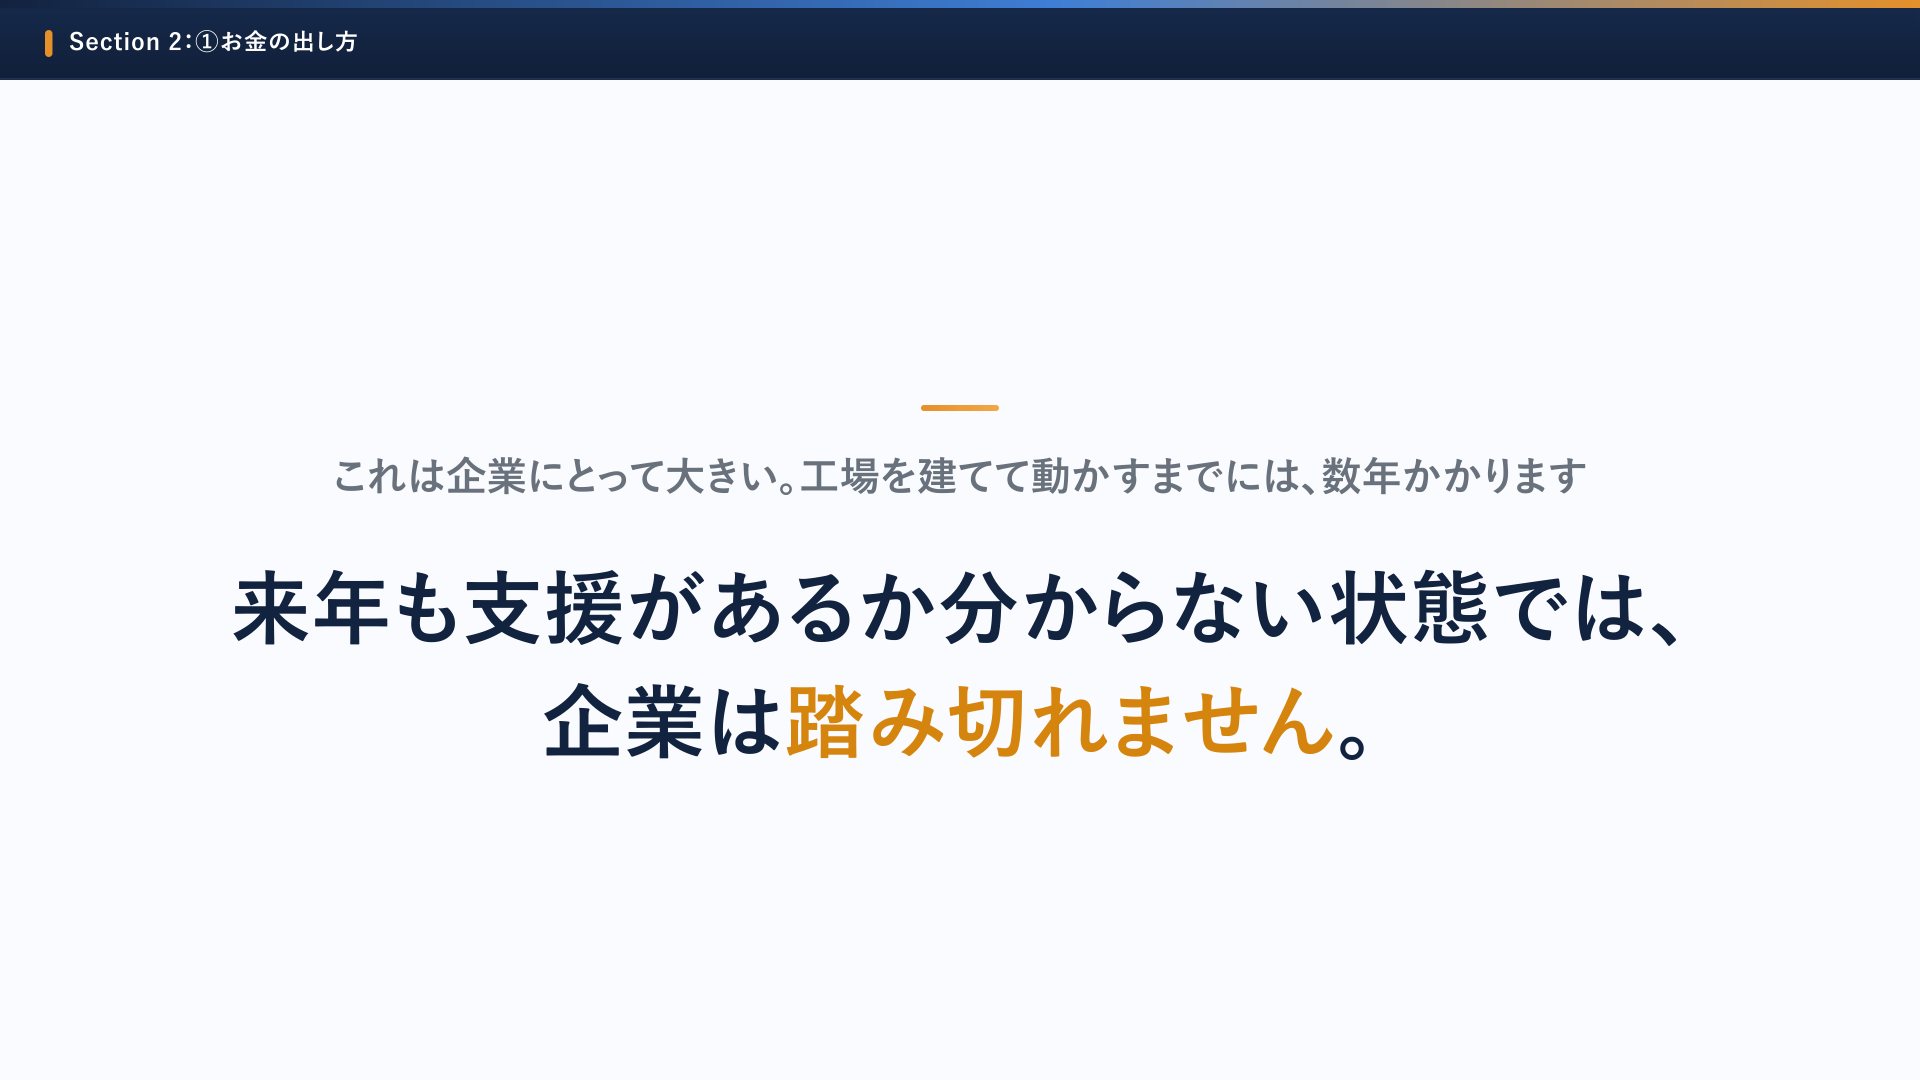 Section 2：①お金の出し方
これは企業にとって大きい。工場を建てて動かすまでには、数年かかります
来年も支援があるか分からない状態では、
企業は踏み切れません。